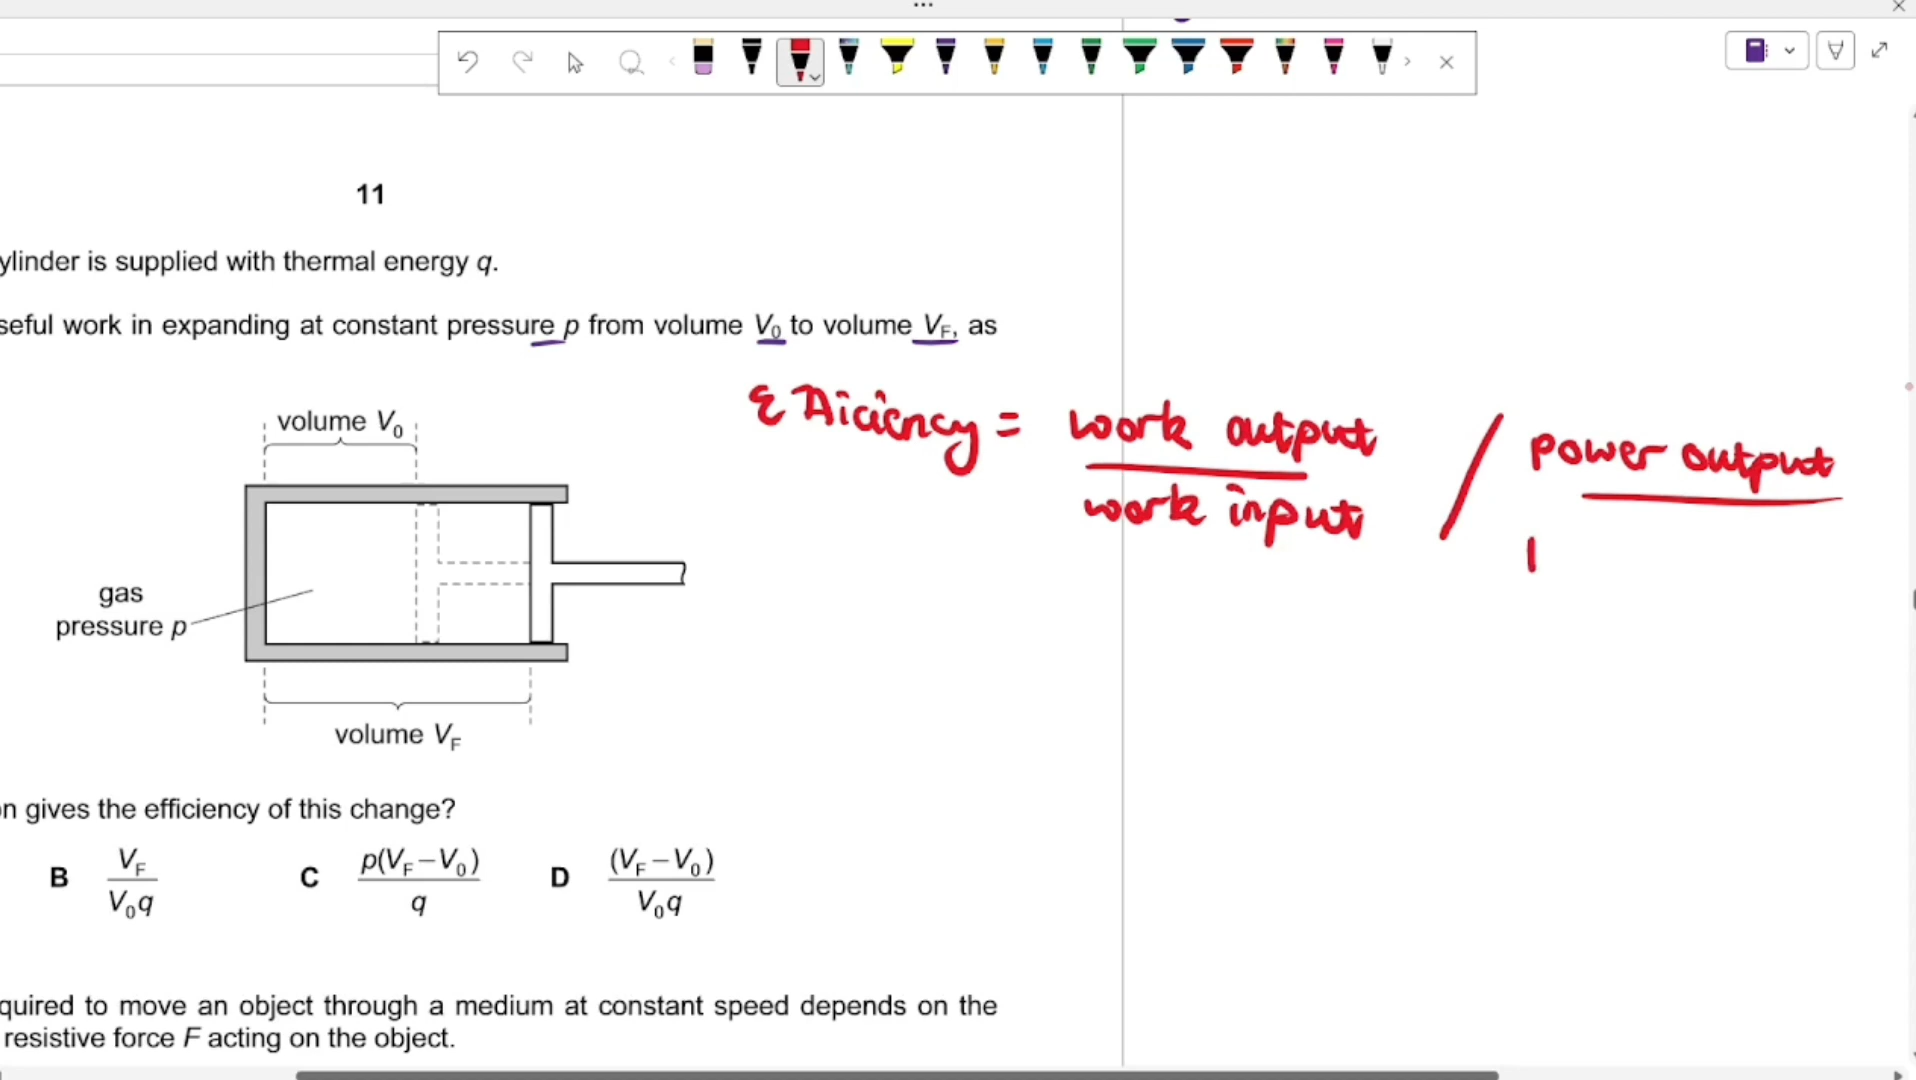 11
ylinder is supplied with thermal energy q.
seful work in expanding at constant pressure p from volume V0 to volume VF, as
Efficiency = work output / power output
work input
volume V0
gas
pressure p
volume VF
n gives the efficiency of this change?
B VF / V0q C p(VF – V0) / q D (VF – V0) / V0q
quired to move an object through a medium at constant speed depends on the
resistive force F acting on the object.